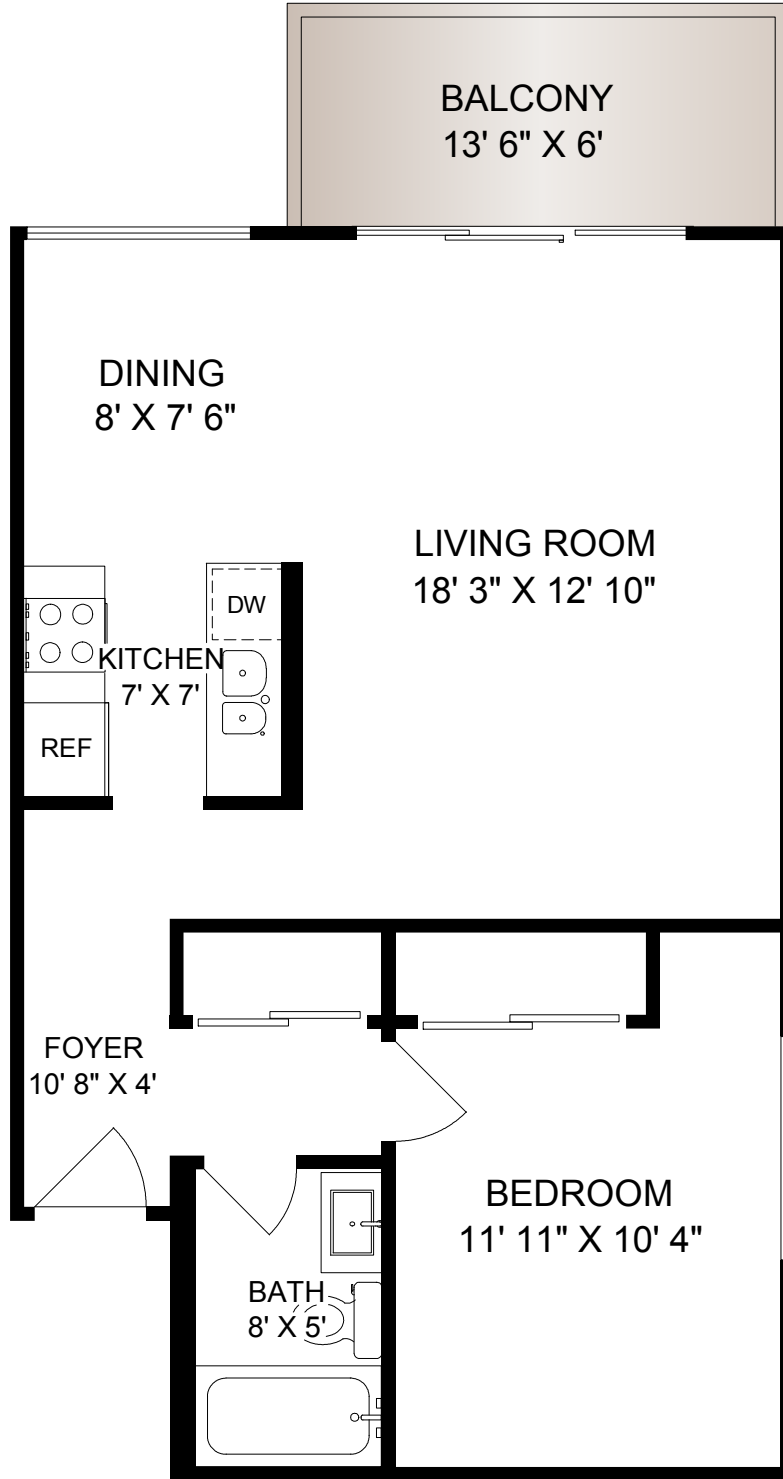 BALCONY
13' 6" X 6'
DINING
8' X 7' 6"
LIVING ROOM
18' 3" X 12' 10"
DW
KITCHEN
7' X 7'
REF
FOYER
10' 8" X 4'
BEDROOM
11' 11" X 10' 4"
BATH
8' X 5'